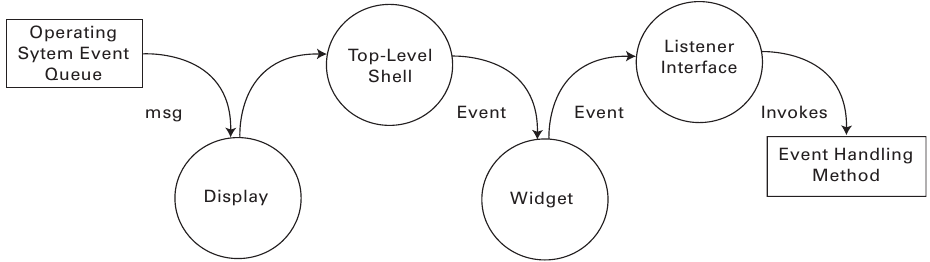 Operating
Sytem Event
Queue
msg
Display
Top-Level
Shell
Event
Widget
Event
Listener
Interface
Invokes
Event Handling
Method